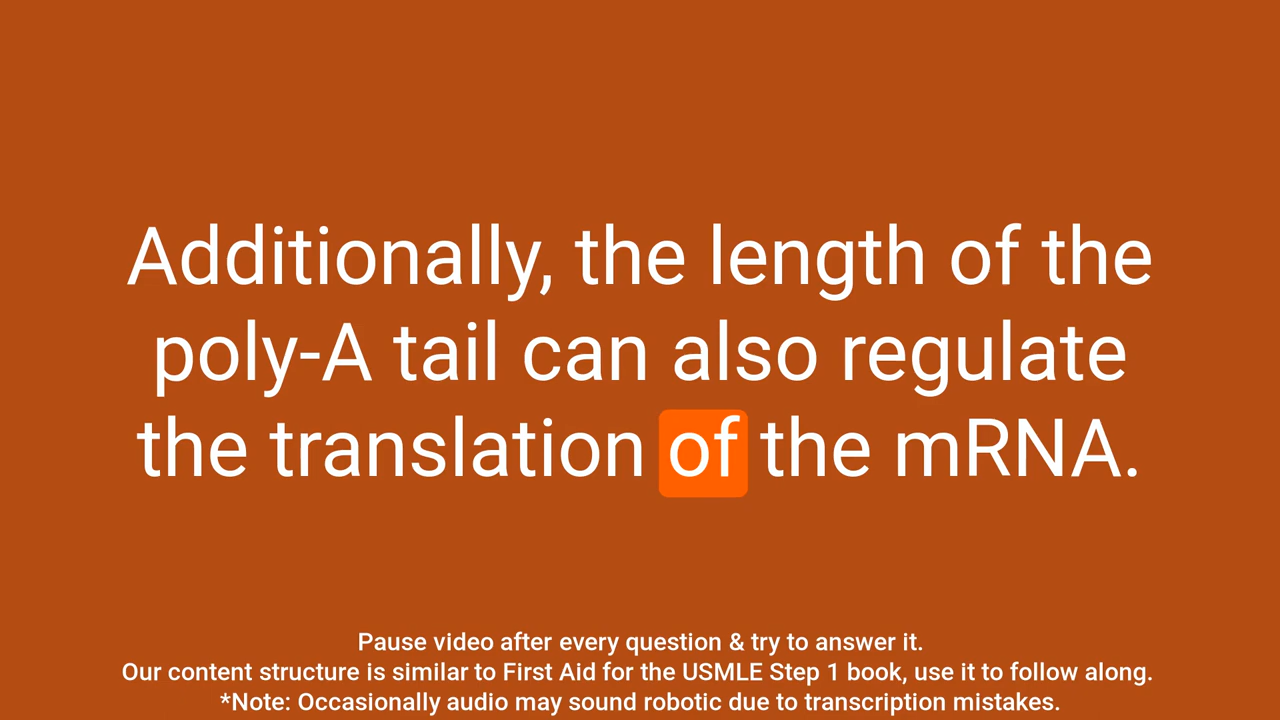 Additionally, the length of the
poly-A tail can also regulate
the translation of the mRNA.
Pause video after every question & try to answer it.
Our content structure is similar to First Aid for the USMLE Step 1 book, use it to follow along.
*Note: Occasionally audio may sound robotic due to transcription mistakes.